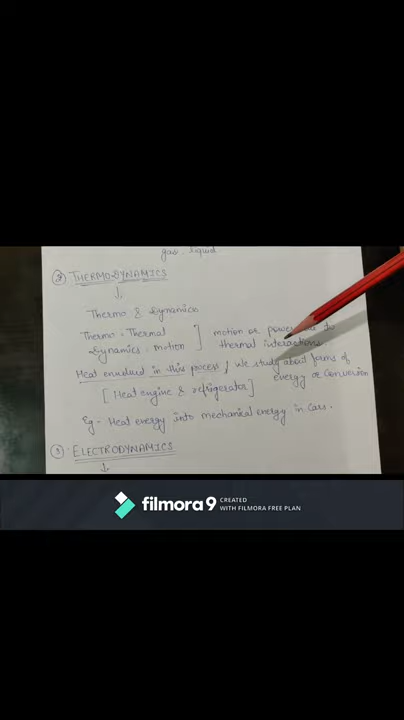 gas. liquid
② THERMODYNAMICS
↓
Thermo & Dynamics
Thermo - Thermal ] motion or power due to
Dynamics - motion ] thermal interactions.
Heat involved in this process / We study about forms of
energy & Conversion
[ Heat engine & refrigerator ]
Eg - Heat energy into mechanical energy in Cars.
③ ELECTRODYNAMICS
↓
filmora 9 CREATED
WITH FILMORA FREE PLAN